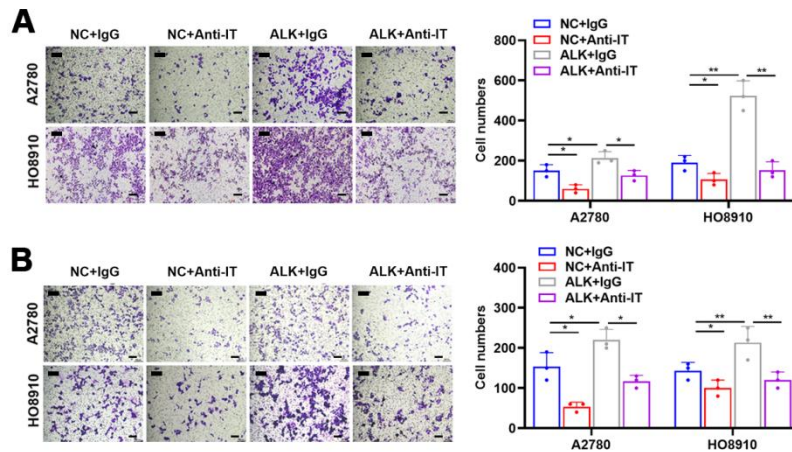 A
NC+IgG NC+Anti-IT ALK+IgG ALK+Anti-IT
A2780
HO8910
Cell numbers
800
600
400
200
0
NC+IgG
NC+Anti-IT
ALK+IgG
ALK+Anti-IT
* * *
** * **
A2780 HO8910
B
NC+IgG NC+Anti-IT ALK+IgG ALK+Anti-IT
A2780
HO8910
Cell numbers
400
300
200
100
0
NC+IgG
NC+Anti-IT
ALK+IgG
ALK+Anti-IT
* * *
** * **
A2780 HO8910